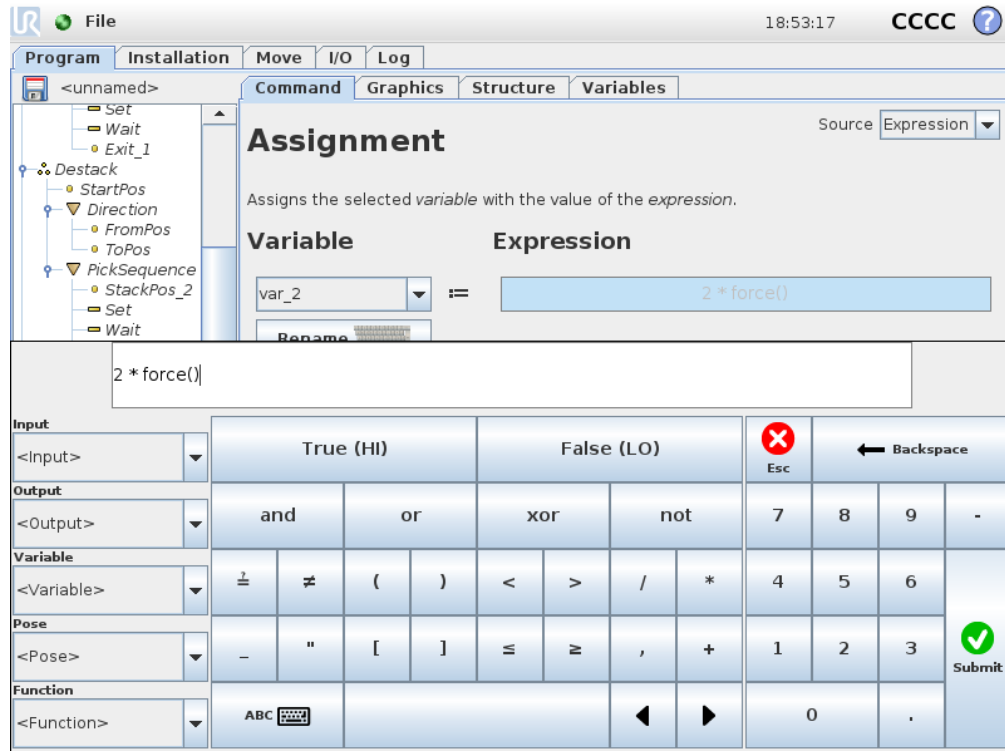 UR File 18:53:17 CCCC ?
Program Installation Move I/O Log
<unnamed> Command Graphics Structure Variables
Set
Wait
Exit_1
Destack
StartPos
Direction
FromPos
ToPos
PickSequence
StackPos_2
Set
Wait
Assignment
Source Expression
Assigns the selected variable with the value of the expression.
Variable Expression
var_2 := 2 * force()
Rename
2 * force()
Input
<Input>
Output
<Output>
Variable
<Variable>
Pose
<Pose>
Function
<Function>
True (HI) False (LO) Esc Backspace
and or xor not 7 8 9 -
≟ ≠ ( ) < > / * 4 5 6
_ " [ ] ≤ ≥ , + 1 2 3 Submit
ABC 0 .